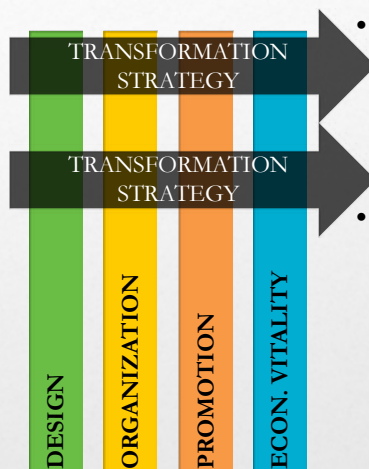 •
TRANSFORMATION
STRATEGY
TRANSFORMATION
STRATEGY
•
DESIGN
ORGANIZATION
PROMOTION
ECON. VITALITY